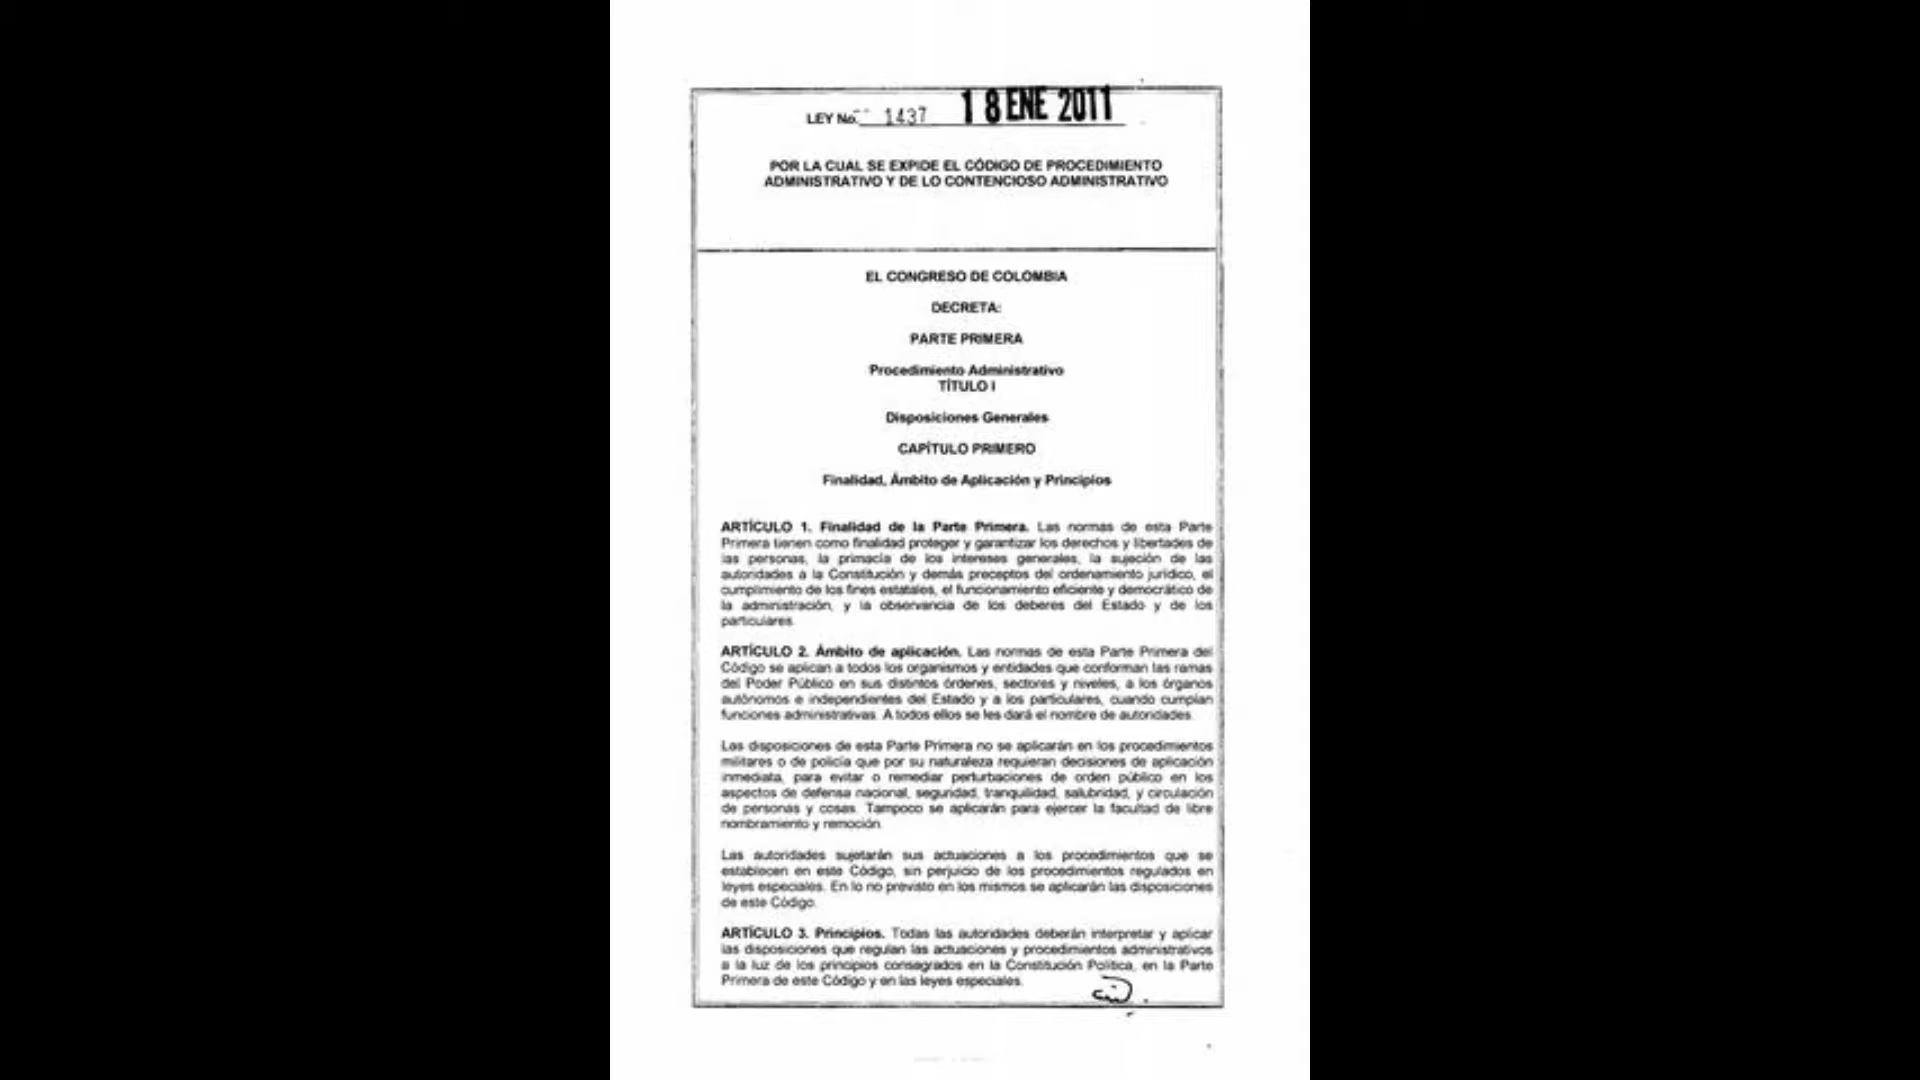 LEY No. 1437 18 ENE 2011
POR LA CUAL SE EXPIDE EL CÓDIGO DE PROCEDIMIENTO
ADMINISTRATIVO Y DE LO CONTENCIOSO ADMINISTRATIVO
EL CONGRESO DE COLOMBIA
DECRETA:
PARTE PRIMERA
Procedimiento Administrativo
TÍTULO I
Disposiciones Generales
CAPÍTULO PRIMERO
Finalidad, Ámbito de Aplicación y Principios
ARTÍCULO 1. Finalidad de la Parte Primera. Las normas de esta Parte
Primera tienen como finalidad proteger y garantizar los derechos y libertades de
las personas, la primacía de los intereses generales, la sujeción de las
autoridades a la Constitución y demás preceptos del ordenamiento jurídico, el
cumplimiento de los fines estatales, el funcionamiento eficiente y democrático de
la administración, y la observancia de los deberes del Estado y de los
particulares.
ARTÍCULO 2. Ámbito de aplicación. Las normas de esta Parte Primera del
Código se aplican a todos los organismos y entidades que conforman las ramas
del Poder Público en sus distintos órdenes, sectores y niveles, a los órganos
autónomos e independientes del Estado y a los particulares, cuando cumplan
funciones administrativas. A todos ellos se les dará el nombre de autoridades.
Las disposiciones de esta Parte Primera no se aplicarán en los procedimientos
militares o de policía que por su naturaleza requieran decisiones de aplicación
inmediata, para evitar o remediar perturbaciones de orden público en los
aspectos de defensa nacional, seguridad, tranquilidad, salubridad, y circulación
de personas y cosas. Tampoco se aplicarán para ejercer la facultad de libre
nombramiento y remoción.
Las autoridades sujetarán sus actuaciones a los procedimientos que se
establecen en este Código, sin perjuicio de los procedimientos regulados en
leyes especiales. En lo no previsto en los mismos se aplicarán las disposiciones
de este Código.
ARTÍCULO 3. Principios. Todas las autoridades deberán interpretar y aplicar
las disposiciones que regulan las actuaciones y procedimientos administrativos
a la luz de los principios consagrados en la Constitución Política, en la Parte
Primera de este Código y en las leyes especiales.